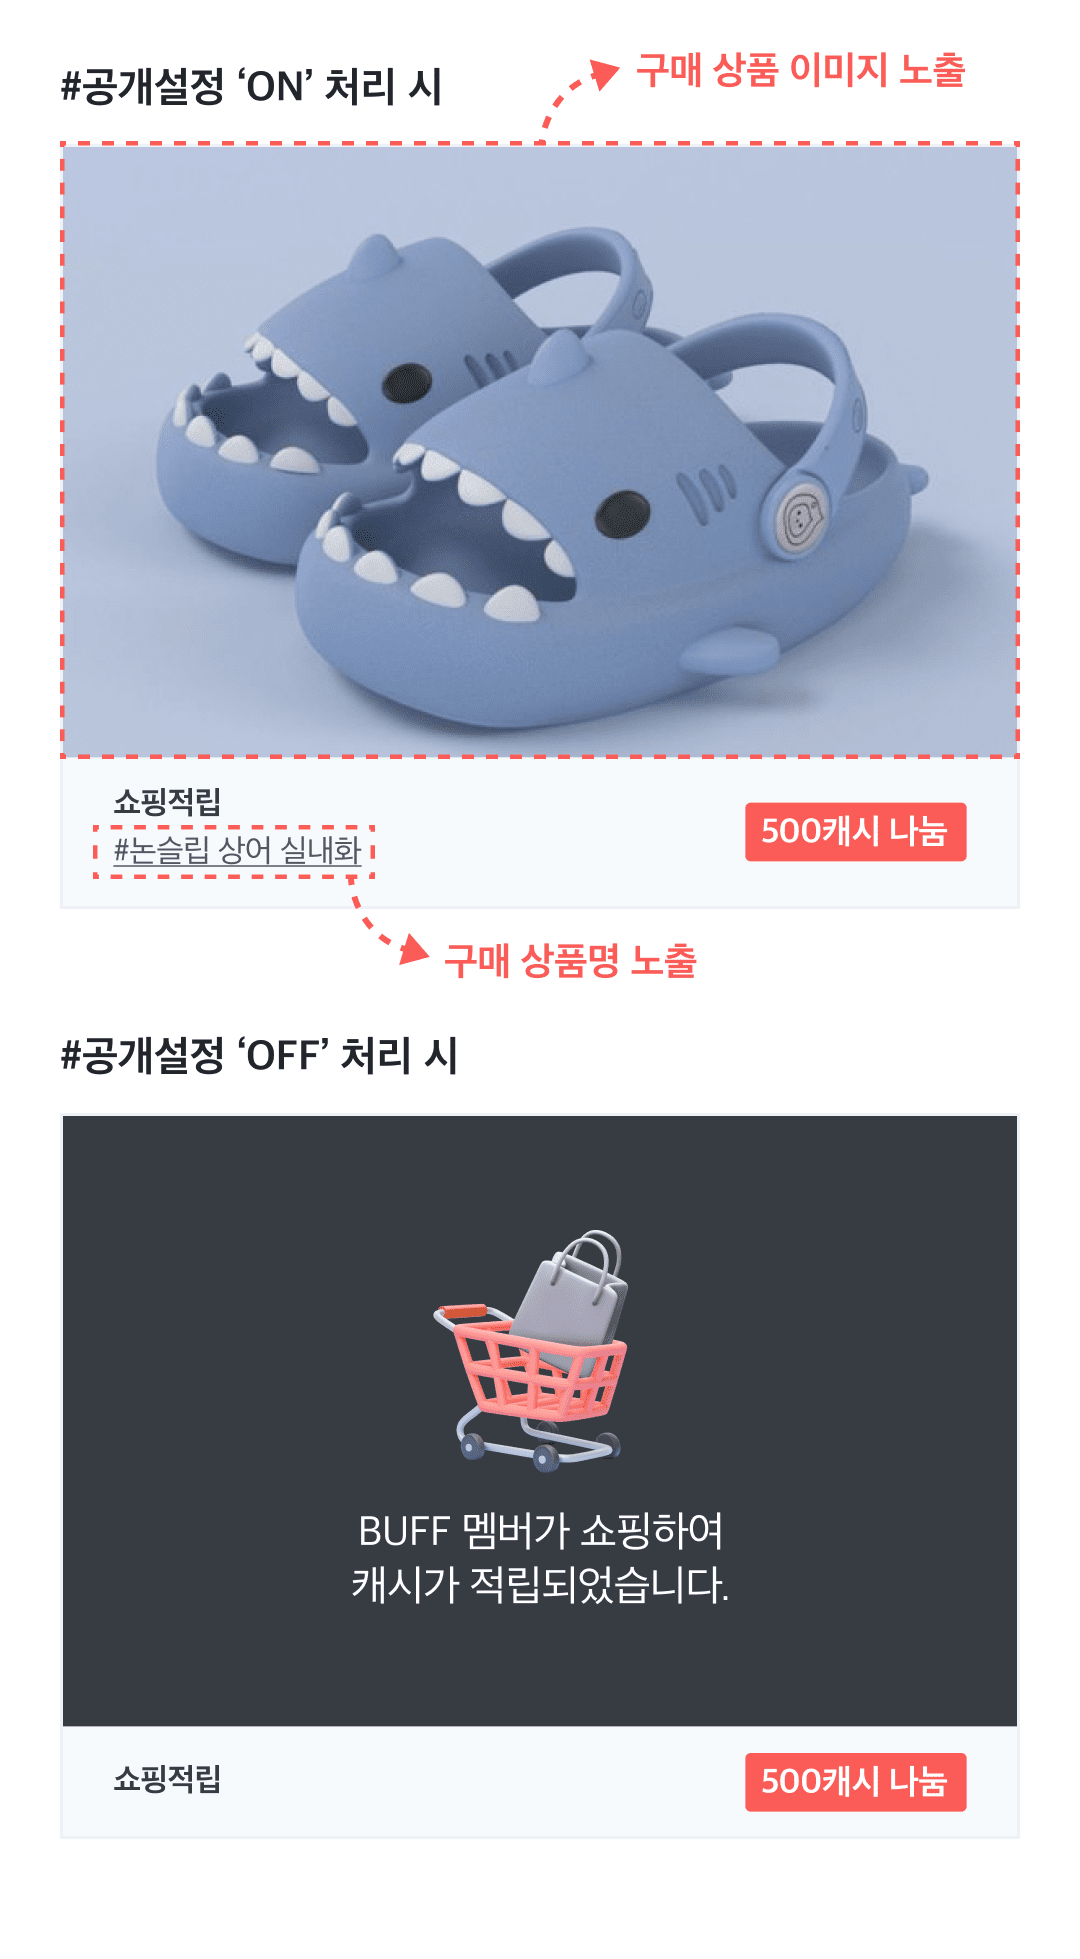 #공개설정 ‘ON’ 처리 시
구매 상품 이미지 노출
쇼핑적립
#논슬립 상어 실내화
500캐시 나눔
구매 상품명 노출
#공개설정 ‘OFF’ 처리 시
BUFF 멤버가 쇼핑하여
캐시가 적립되었습니다.
쇼핑적립
500캐시 나눔